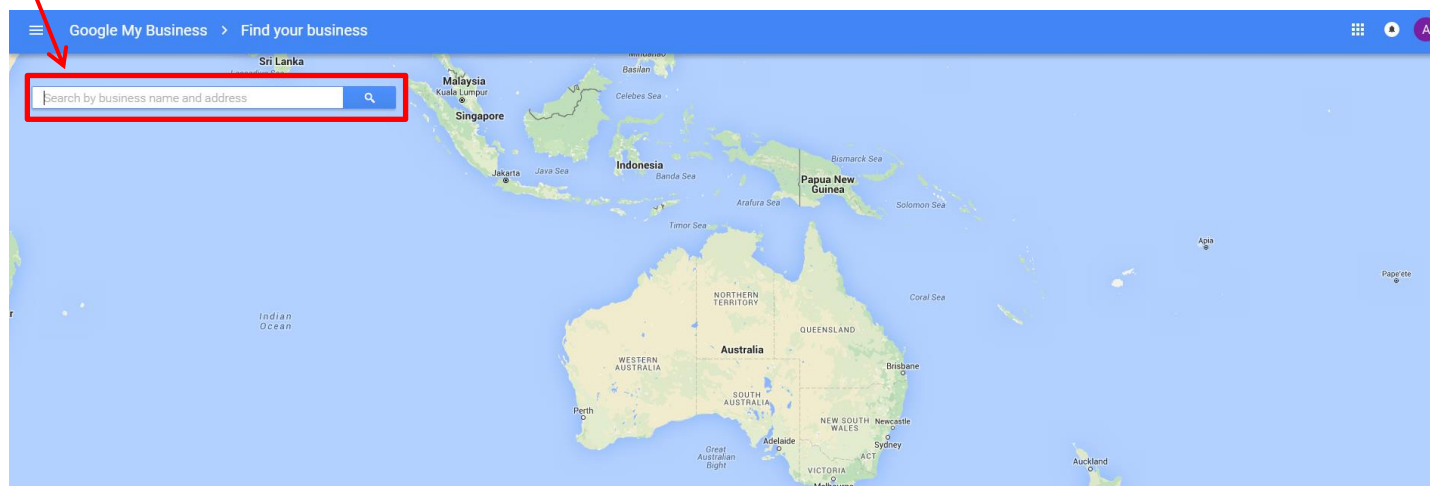 Google My Business > Find your business
A
Sri Lanka
Basilan
Malaysia
Kuala Lumpur
Search by business name and address
Celebes Sea
Singapore
Indonesia
Bismarck Sea
Jakarta
Java Sea
Banda Sea
Papua New
Guinea
Arafura Sea
Solomon Sea
Timor Sea
Apia
Pape'ete
NORTHERN
TERRITORY
Coral Sea
Indian
Ocean
QUEENSLAND
Australia
WESTERN
AUSTRALIA
Brisbane
SOUTH
AUSTRALIA
Perth
NEW SOUTH
WALES
Newcastle
Adelaide
Sydney
Great
Australian
Bight
ACT
Auckland
VICTORIA